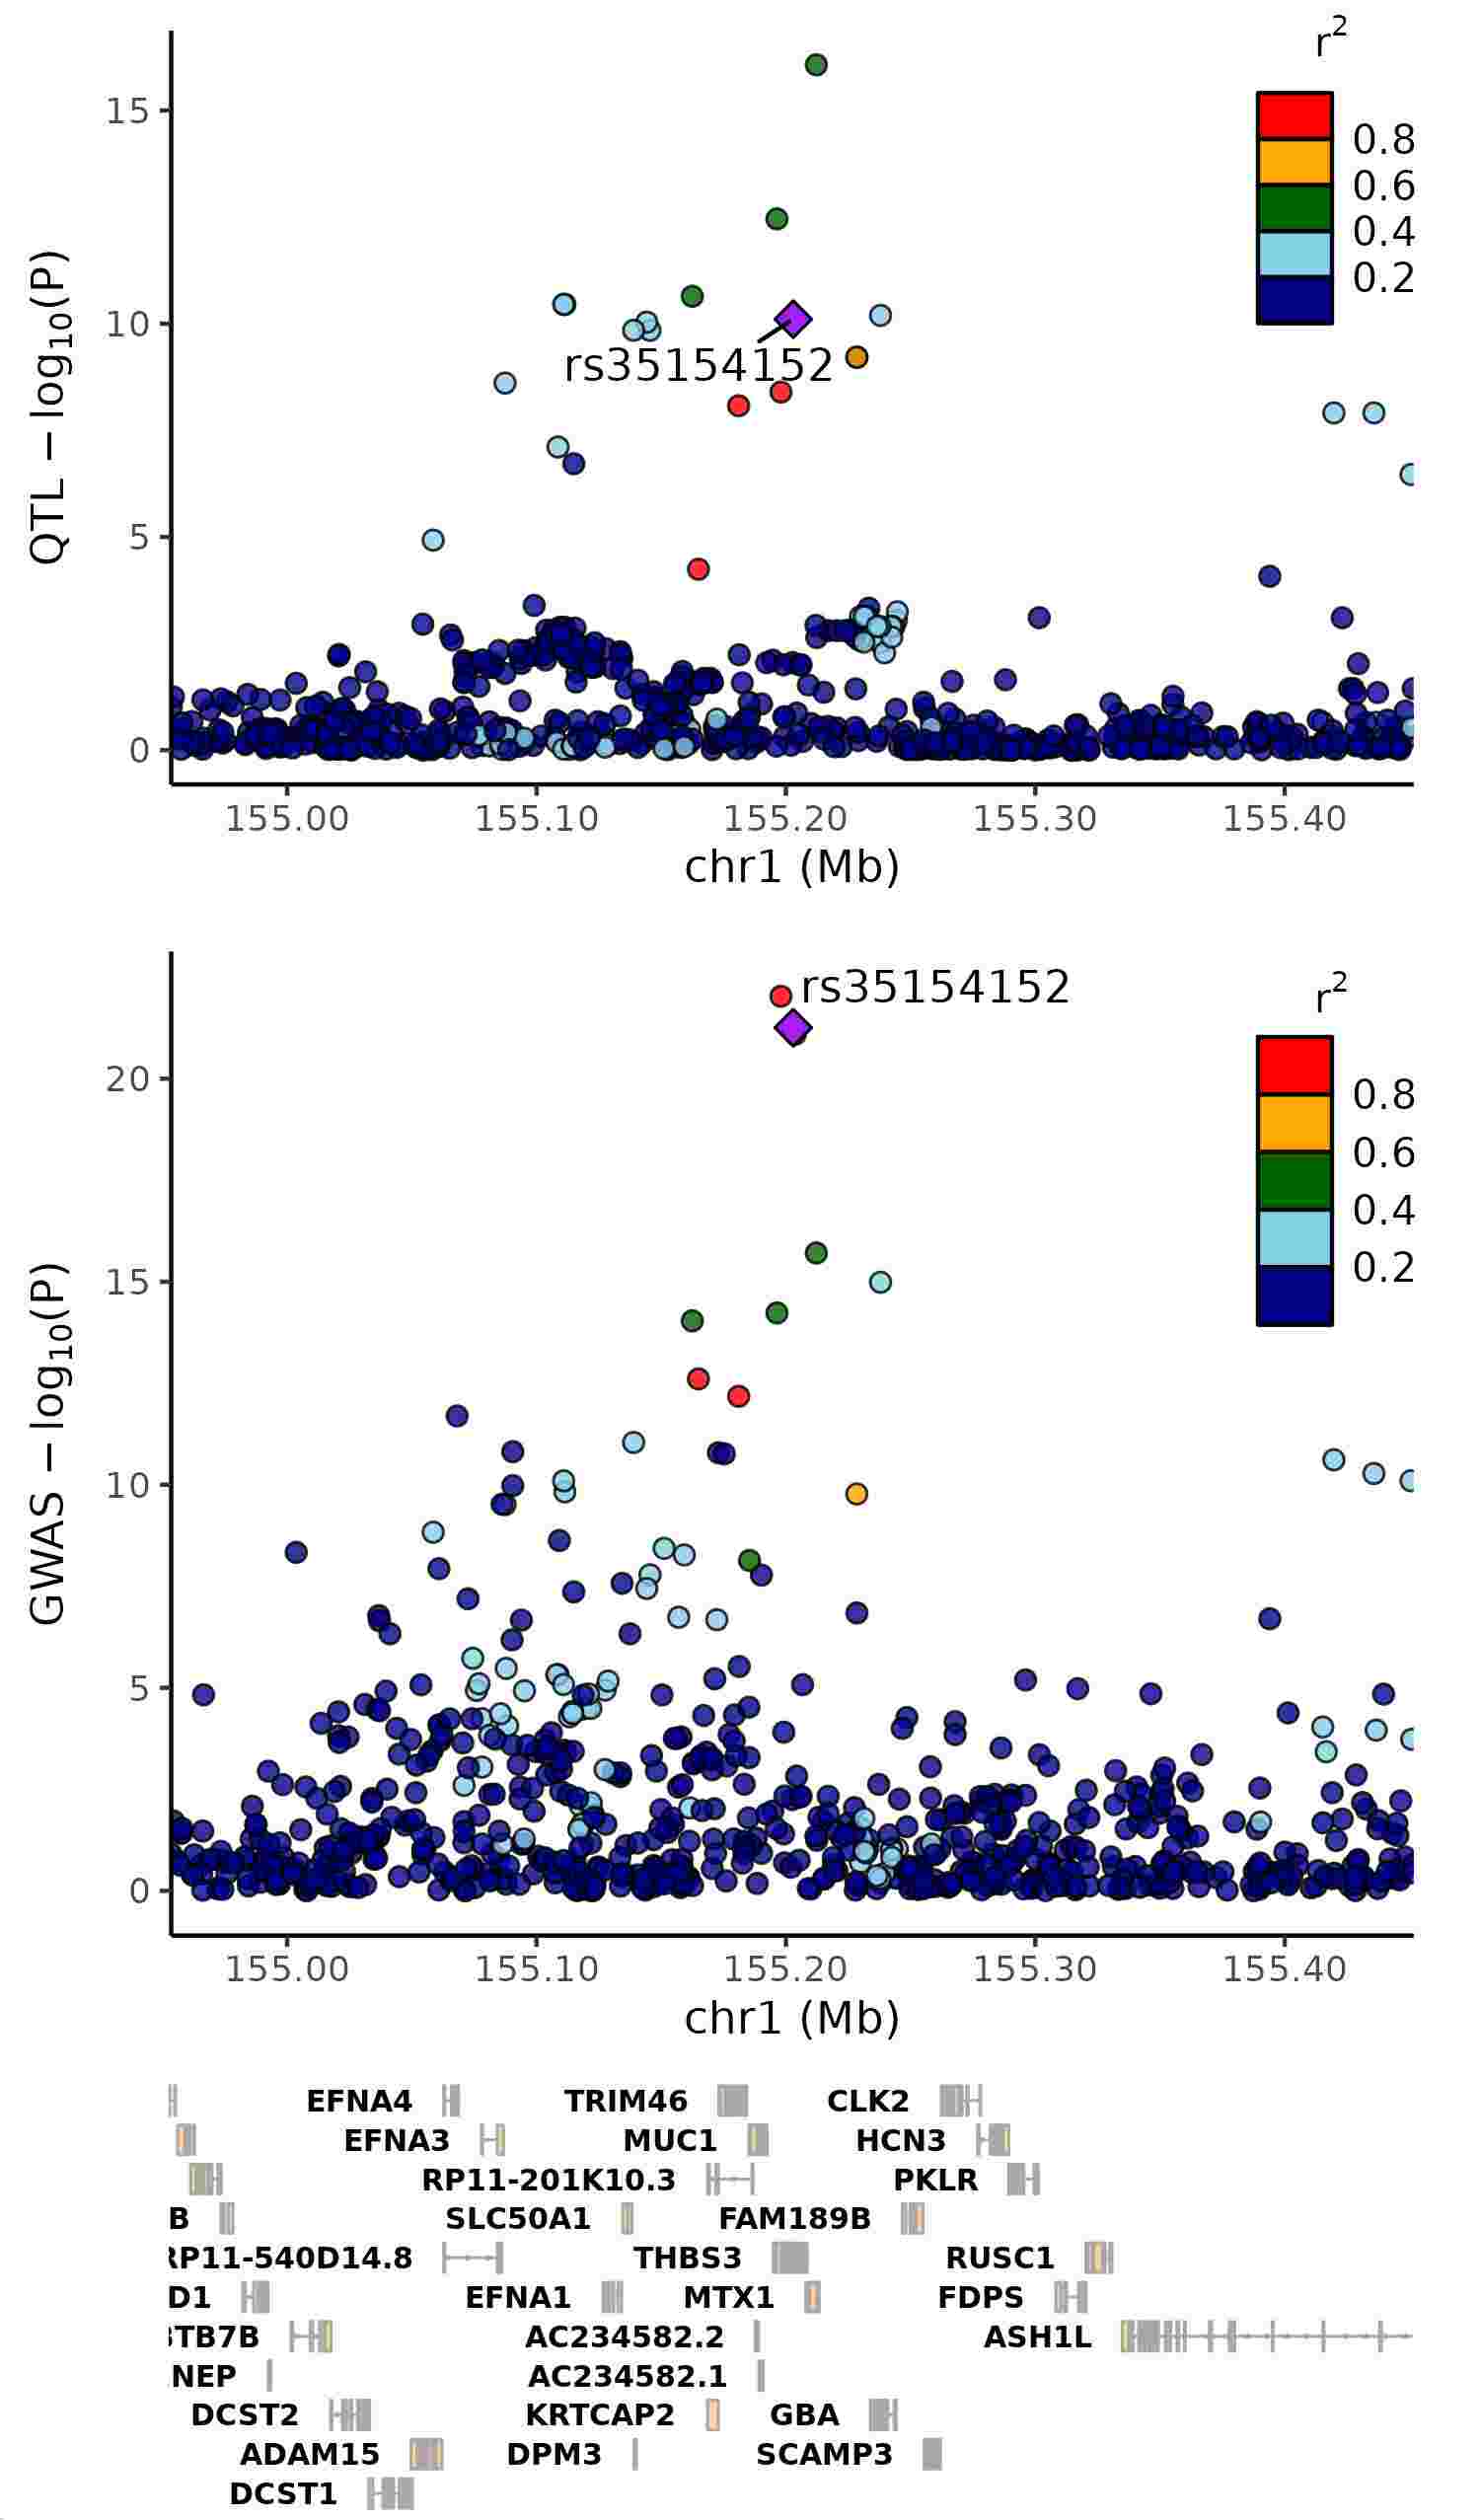 r2
15
0.8
0.6
0.4
10
0.2
rs35154152
5
0
QTL −log10(P)
155.00 155.10 155.20 155.30 155.40
chr1 (Mb)
rs35154152
r2
20
0.8
0.6
15
0.4
0.2
10
5
0
GWAS −log10(P)
155.00 155.10 155.20 155.30 155.40
chr1 (Mb)
EFNA4 TRIM46 CLK2
EFNA3 MUC1 HCN3
RP11-201K10.3 PKLR
B SLC50A1 FAM189B
RP11-540D14.8 THBS3 RUSC1
D1 EFNA1 MTX1 FDPS
TB7B AC234582.2 ASH1L
NEP AC234582.1
DCST2 KRTCAP2 GBA
ADAM15 DPM3 SCAMP3
DCST1